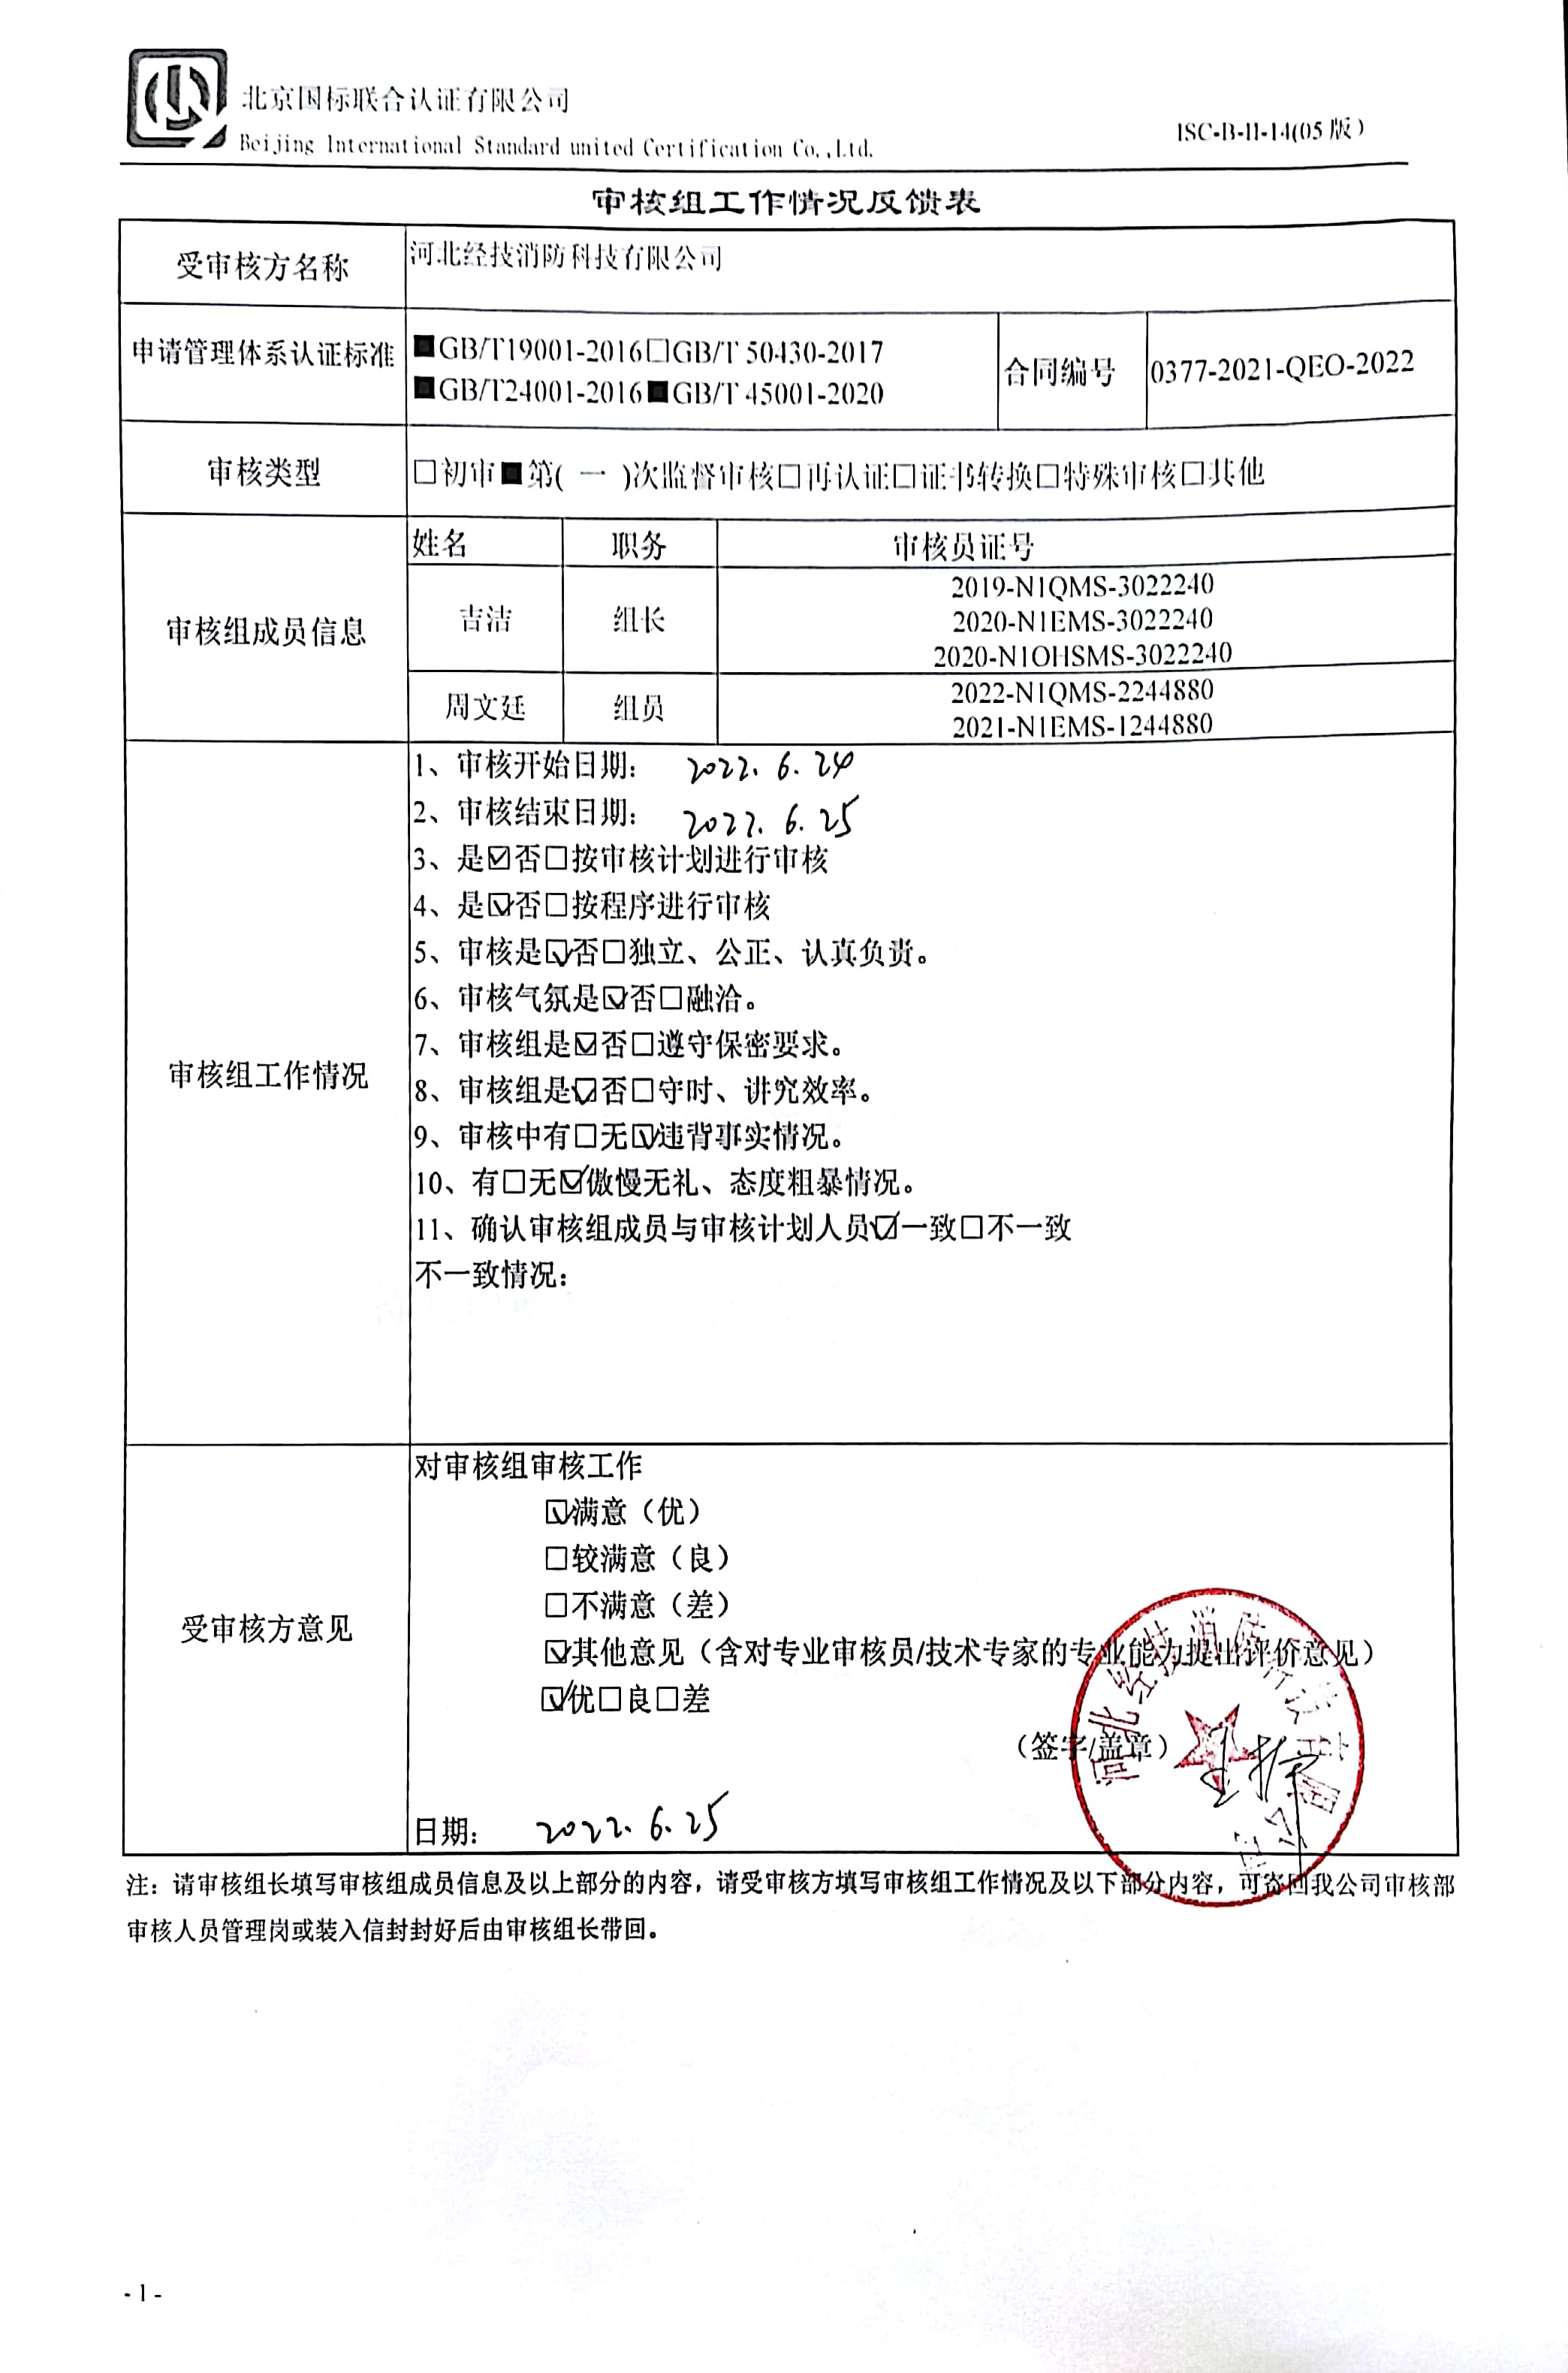 北京国标联合认证有限公司
Beijing International Standard united Certification Co.,Ltd.
ISC-B-II-14(05 版)
审核组工作情况反馈表
受审核方名称 河北经技消防科技有限公司
申请管理体系认证标准 ■GB/T19001-2016□GB/T 50430-2017
■GB/T24001-2016■GB/T 45001-2020
合同编号 0377-2021-QEO-2022
审核类型 □初审■第( 一 )次监督审核□再认证□证书转换□特殊审核□其他
审核组成员信息
姓名 职务 审核员证号
吉洁 组长 2019-N1QMS-3022240
2020-N1EMS-3022240
2020-N1OHSMS-3022240
周文廷 组员 2022-N1QMS-2244880
2021-N1EMS-1244880
审核组工作情况
1、审核开始日期： 2022.6.24
2、审核结束日期： 2022.6.25
3、是☑否□按审核计划进行审核
4、是☑否□按程序进行审核
5、审核是☑否□独立、公正、认真负责。
6、审核气氛是☑否□融洽。
7、审核组是☑否□遵守保密要求。
8、审核组是☑否□守时、讲究效率。
9、审核中有□无☑违背事实情况。
10、有□无☑傲慢无礼、态度粗暴情况。
11、确认审核组成员与审核计划人员☑一致□不一致
不一致情况：
受审核方意见
对审核组审核工作
☑满意（优）
□较满意（良）
□不满意（差）
☑其他意见（含对专业审核员/技术专家的专业能力提出评价意见）
☑优□良□差
（签字/盖章）
河北经技消防科技有限公司
日期： 2022.6.25
注：请审核组长填写审核组成员信息及以上部分的内容，请受审核方填写审核组工作情况及以下部分内容，可寄回我公司审核部
审核人员管理岗或装入信封封好后由审核组长带回。
- 1 -